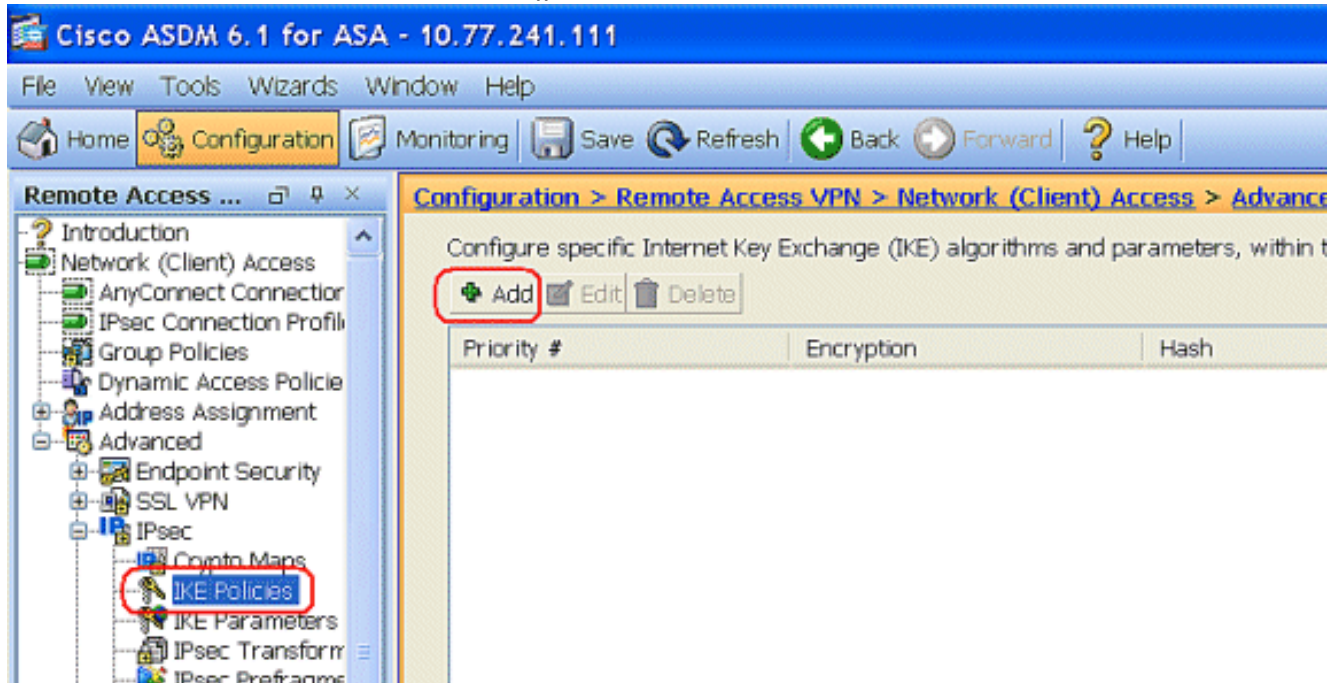 Cisco ASDM 6.1 for ASA - 10.77.241.111
File View Tools Wizards Window Help
Home Configuration Monitoring Save Refresh Back Forward Help
Remote Access ...
Introduction
Network (Client) Access
AnyConnect Connection
IPsec Connection Profil
Group Policies
Dynamic Access Policie
Address Assignment
Advanced
Endpoint Security
SSL VPN
IPsec
Crypto Maps
IKE Policies
IKE Parameters
IPsec Transform
IPsec Prefragme
Configuration > Remote Access VPN > Network (Client) Access > Advance
Configure specific Internet Key Exchange (IKE) algorithms and parameters, within t
Add Edit Delete
Priority # Encryption Hash